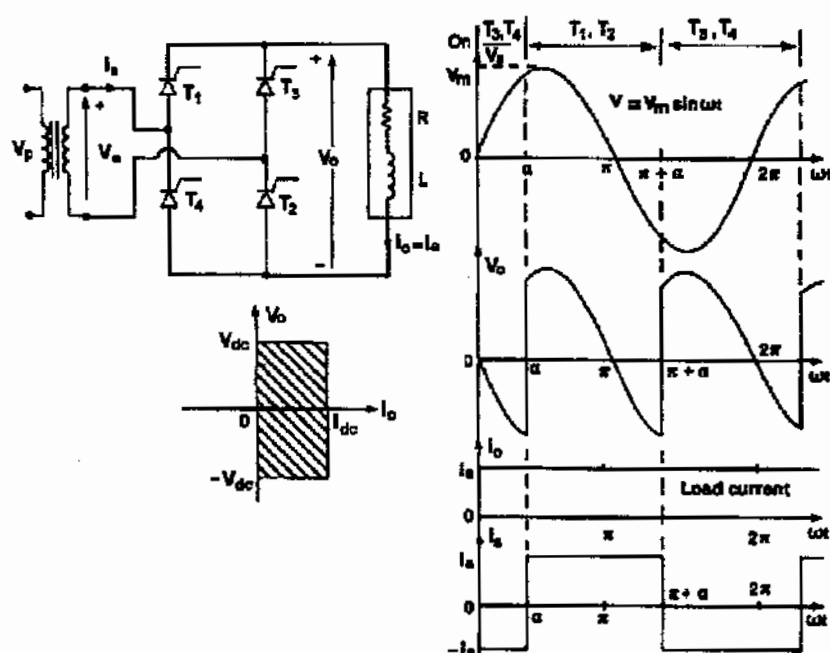 Vp
is
+
Vs
T1
T3
T4
T2
+
Vo
-
R
L
io=ia
Vo
Vdc
0
Idc
Io
-Vdc
On
T3,T4
T1, T2
T3, T4
Vs
Vm
V = Vm sin ωt
0
α
π
π + α
2π
ωt
Vo
0
α
π
π + α
2π
ωt
io
ia
Load current
0
π
2π
ωt
is
ia
0
α
π
π + α
2π
ωt
-ia